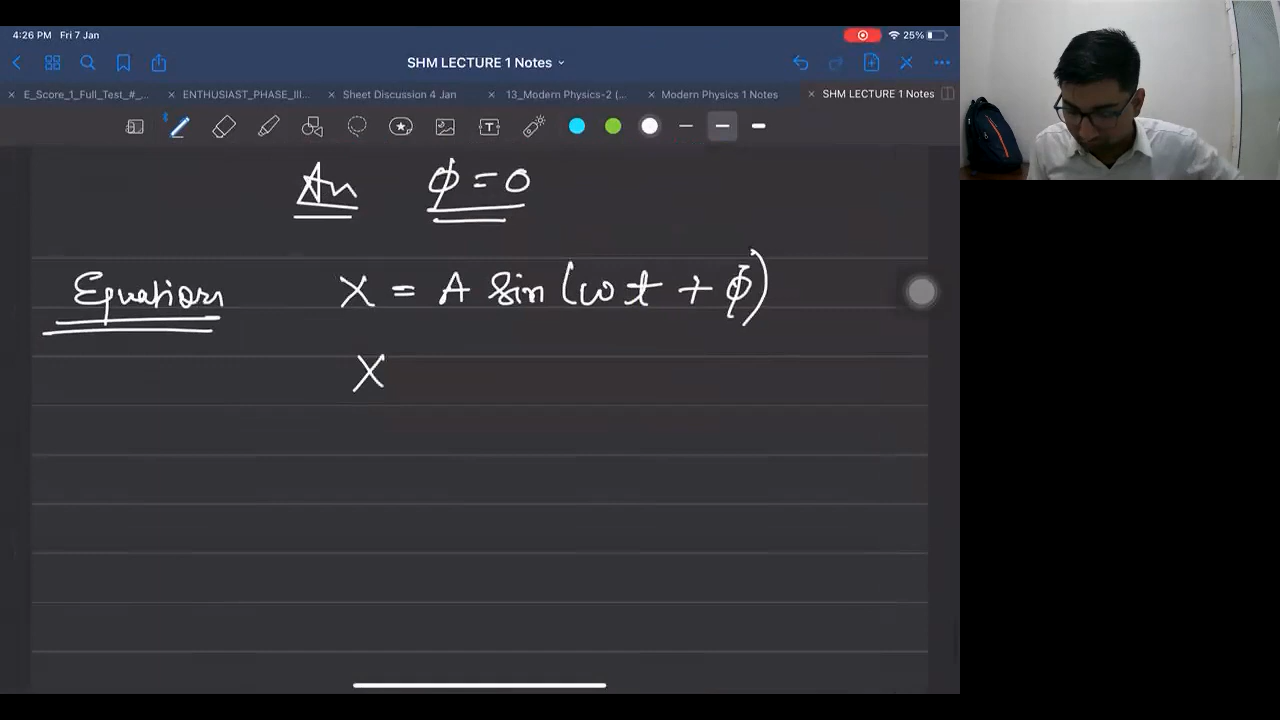 4:26 PM Fri 7 Jan
25%
SHM LECTURE 1 Notes
E_Score_1_Full_Test_#_...
ENTHUSIAST_PHASE_III...
Sheet Discussion 4 Jan
13_Modern Physics-2 (...
Modern Physics 1 Notes
SHM LECTURE 1 Notes
An ϕ = 0
Equation X = A sin(ωt + ϕ)
X